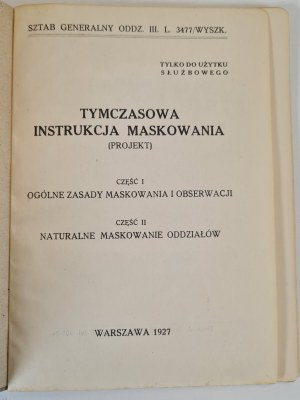 SZTAB GENERALNY ODDZ. III. L. 3477/WYSZK.
TYLKO DO UŻYTKU
SŁUŻBOWEGO
TYMCZASOWA
INSTRUKCJA MASKOWANIA
(PROJEKT)
CZĘŚĆ I
OGÓLNE ZASADY MASKOWANIA I OBSERWACJI
CZĘŚĆ II
NATURALNE MASKOWANIE ODDZIAŁÓW
WARSZAWA 1927